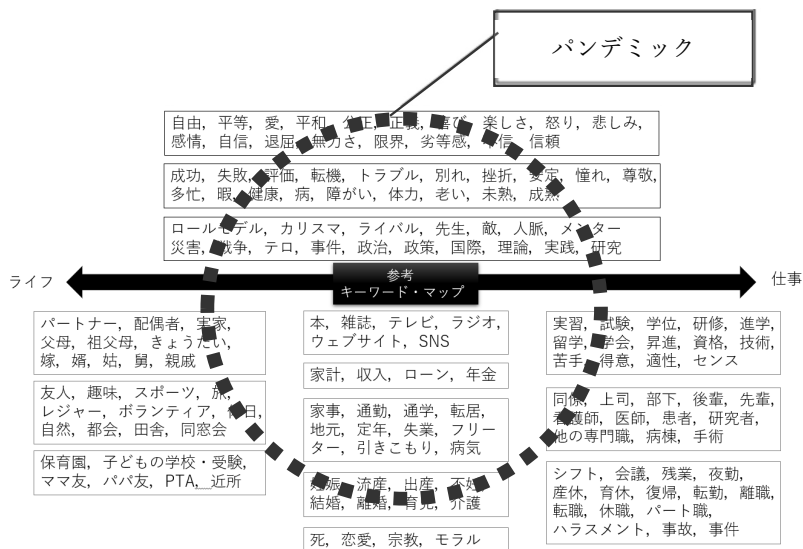 パンデミック
自由, 平等, 愛, 平和, 公正, 正義, 喜び, 楽しさ, 怒り, 悲しみ,
感情, 自信, 退屈, 無力さ, 限界, 劣等感, 不信, 信頼
成功, 失敗, 評価, 転機, トラブル, 別れ, 挫折, 安定, 憧れ, 尊敬,
多忙, 暇, 健康, 病, 障がい, 体力, 老い, 未熟, 成熟
ロールモデル, カリスマ, ライバル, 先生, 敵, 人脈, メンター
災害, 戦争, テロ, 事件, 政治, 政策, 国際, 理論, 実践, 研究
ライフ
参考
キーワード・マップ
仕事
パートナー, 配偶者, 実家,
父母, 祖父母, きょうだい,
嫁, 婿, 姑, 舅, 親戚
友人, 趣味, スポーツ, 旅,
レジャー, ボランティア, 休日,
自然, 都会, 田舎, 同窓会
保育園, 子どもの学校・受験,
ママ友, パパ友, PTA, 近所
本, 雑誌, テレビ, ラジオ,
ウェブサイト, SNS
家計, 収入, ローン, 年金
家事, 通勤, 通学, 転居,
地元, 定年, 失業, フリー
ター, 引きこもり, 病気
妊娠, 流産, 出産, 不妊,
結婚, 離婚, 育児, 介護
死, 恋愛, 宗教, モラル
実習, 試験, 学位, 研修, 進学,
留学, 学会, 昇進, 資格, 技術,
苦手, 得意, 適性, センス
同僚, 上司, 部下, 後輩, 先輩,
看護師, 医師, 患者, 研究者,
他の専門職, 病棟, 手術
シフト, 会議, 残業, 夜勤,
産休, 育休, 復帰, 転勤, 離職,
転職, 休職, パート職,
ハラスメント, 事故, 事件